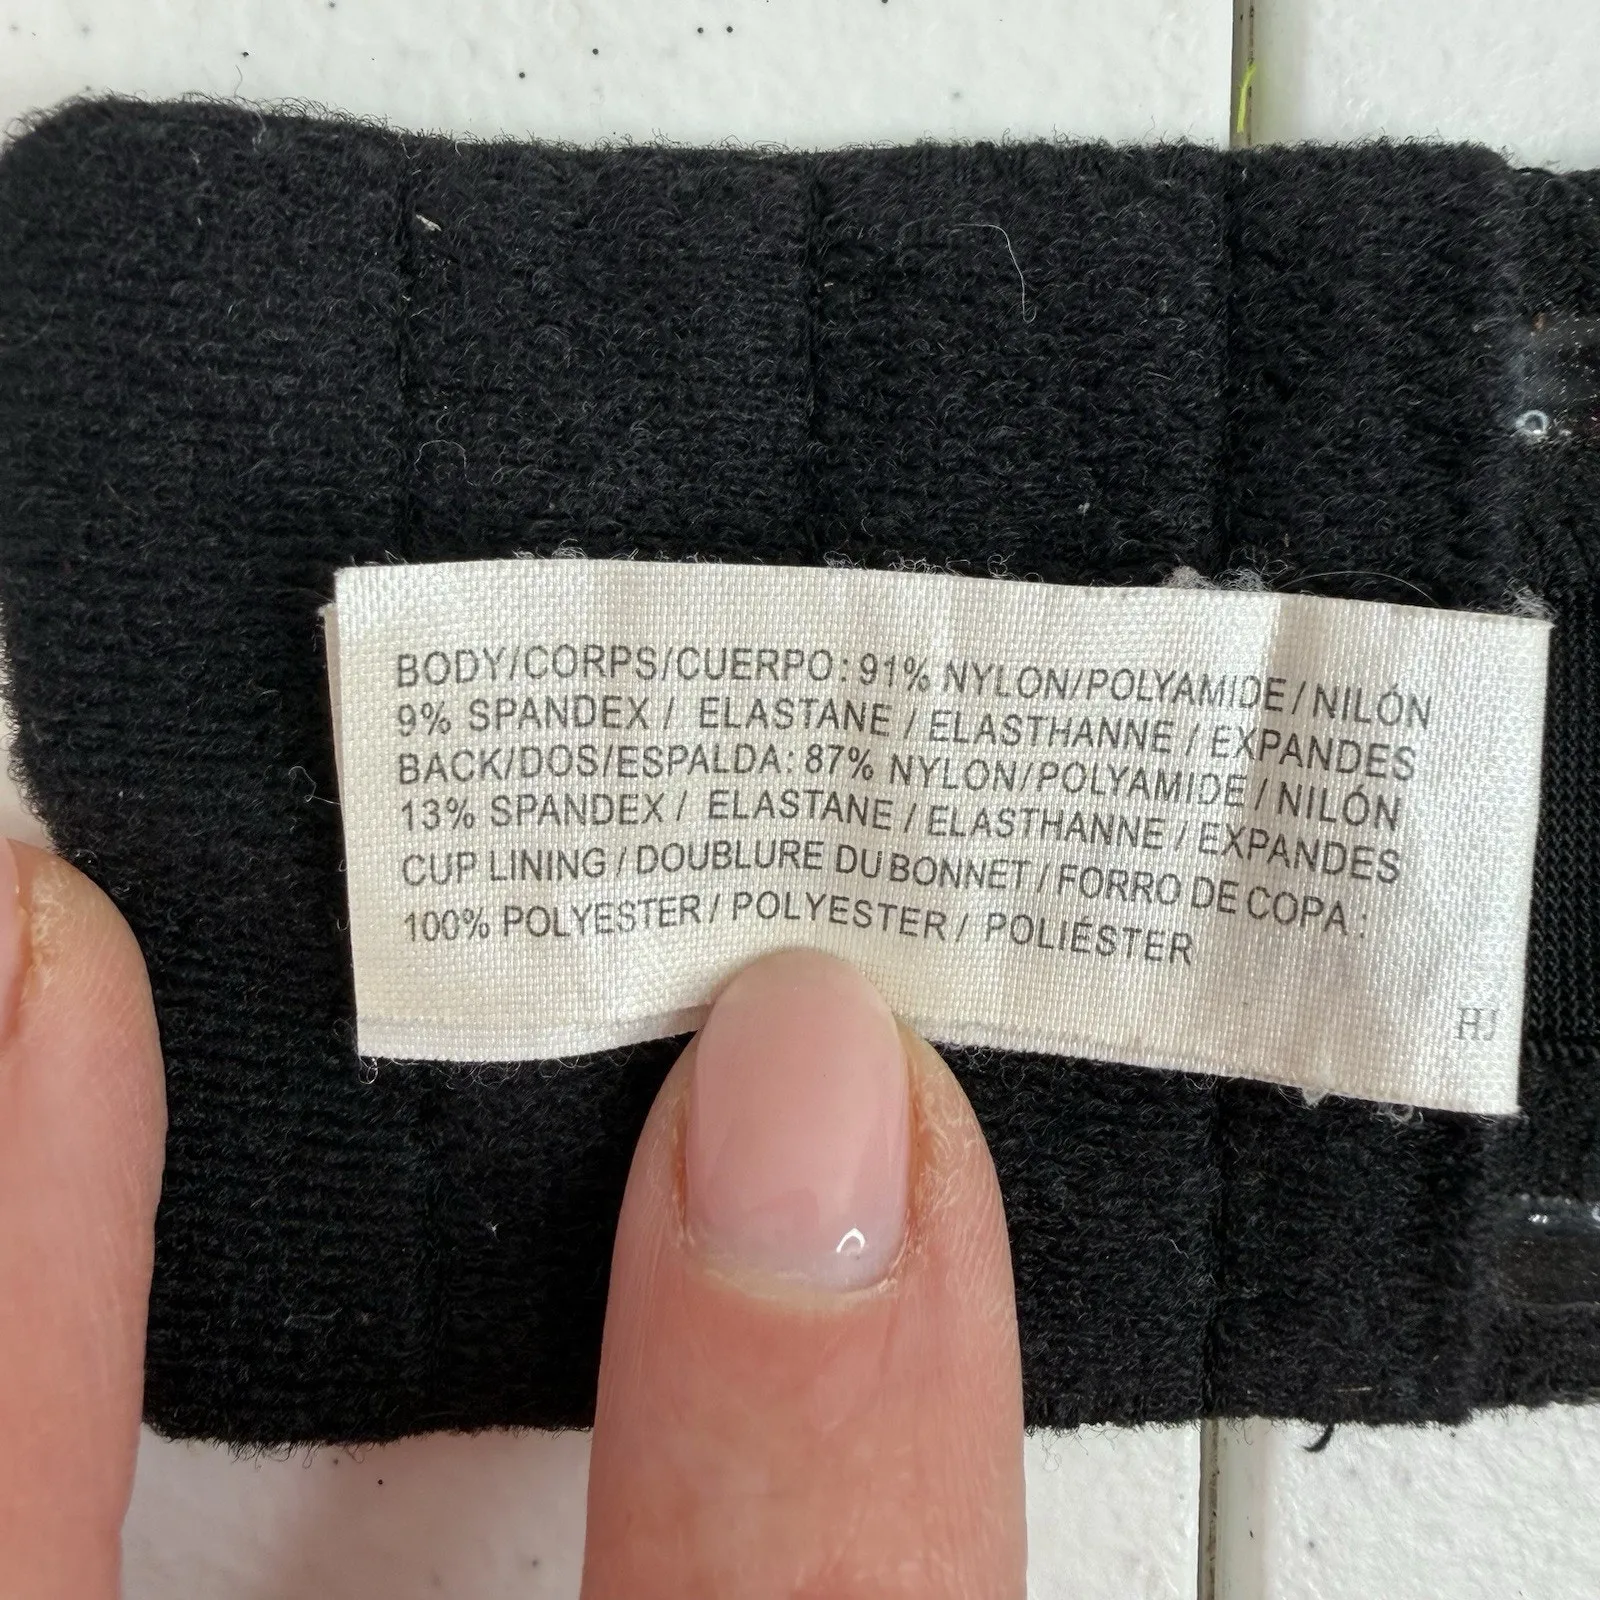 BODY/CORPS/CUERPO: 91% NYLON/POLYAMIDE/NILÓN
9% SPANDEX / ELASTANE / ELASTHANNE / EXPANDES
BACK/DOS/ESPALDA: 87% NYLON/POLYAMIDE/NILÓN
13% SPANDEX / ELASTANE / ELASTHANNE / EXPANDES
CUP LINING / DOUBLURE DU BONNET / FORRO DE COPA :
100% POLYESTER / POLYESTER / POLIÉSTER
HJ